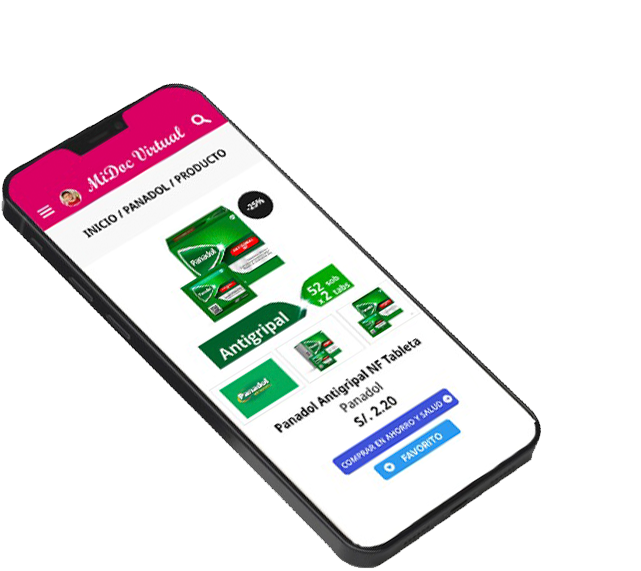 MiDoc Virtual
INICIO / PANADOL / PRODUCTO
-25%
Panadol
Antigripal
52 sob
x2 tabs
Panadol
Panadol Antigripal NF Tableta
Panadol
S/. 2.20
COMPRAR EN AHORRO Y SALUD
FAVORITO